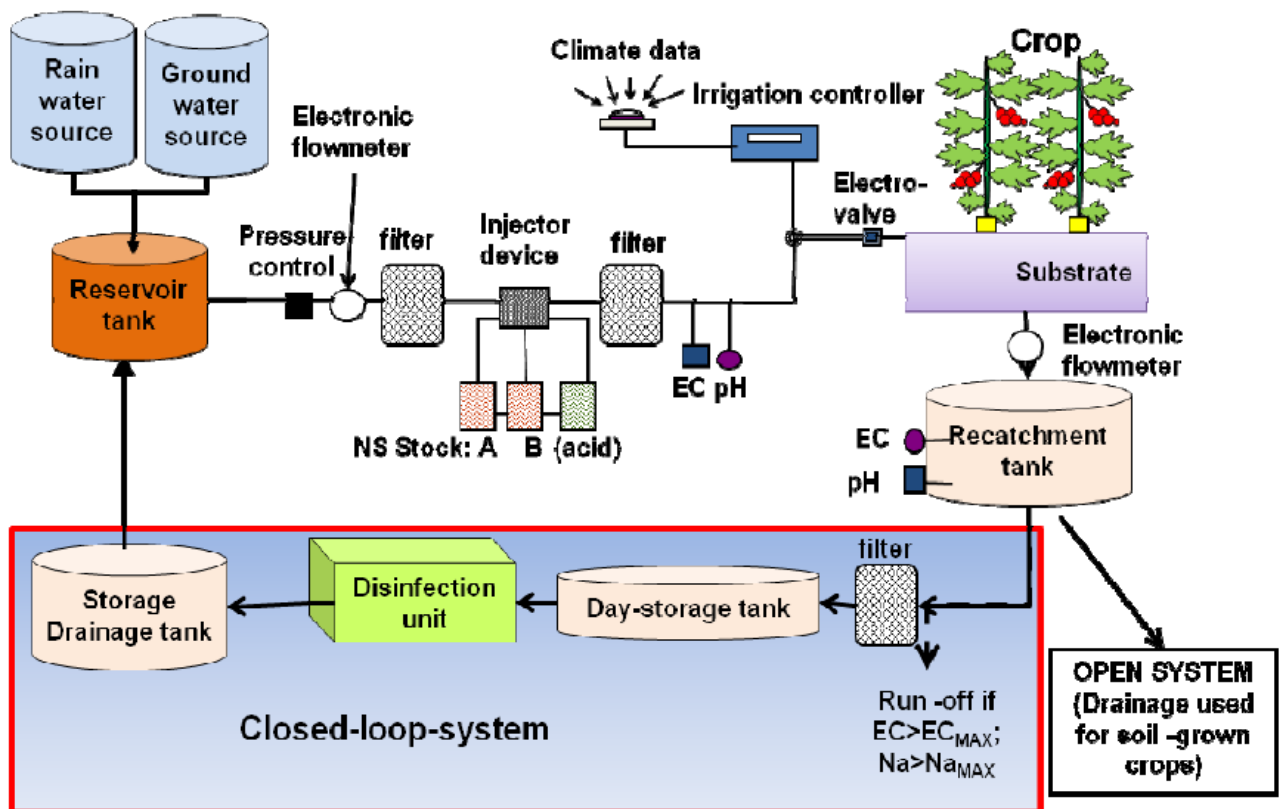 Rain
water
source
Ground
water
source
Climate data
Crop
Irrigation controller
Electronic
flowmeter
Electro-
valve
Pressure
control
filter
Injector
device
filter
Reservoir
tank
Substrate
EC pH
Electronic
flowmeter
NS Stock: A B (acid)
EC
pH
Recatchment
tank
filter
Storage
Drainage tank
Disinfection
unit
Day-storage tank
Run -off if
EC>ECMAX;
Na>NaMAX
Closed-loop-system
OPEN SYSTEM
(Drainage used
for soil -grown
crops)